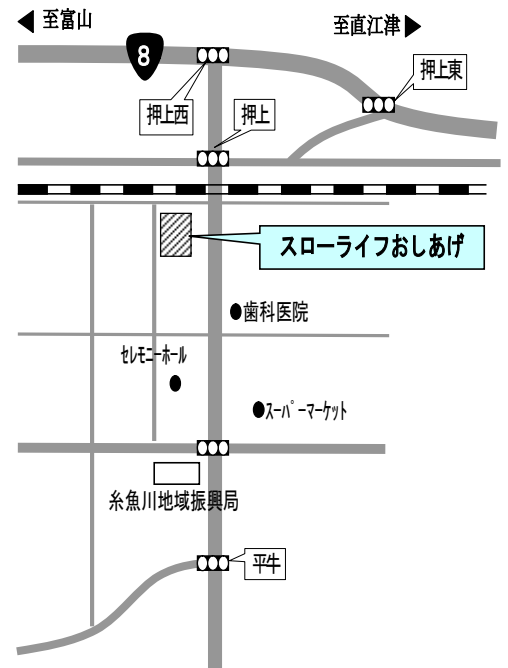 至富山
至直江津
8
押上東
押上西
押上
スローライフおしあげ
歯科医院
セレモニーホール
スーパーマーケット
糸魚川地域振興局
平牛